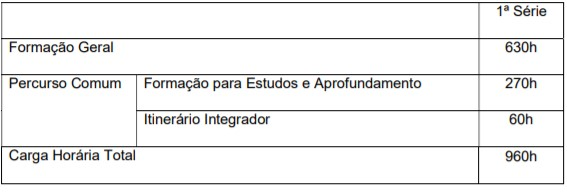 1ª Série
Formação Geral 630h
Percurso Comum Formação para Estudos e Aprofundamento 270h
Itinerário Integrador 60h
Carga Horária Total 960h